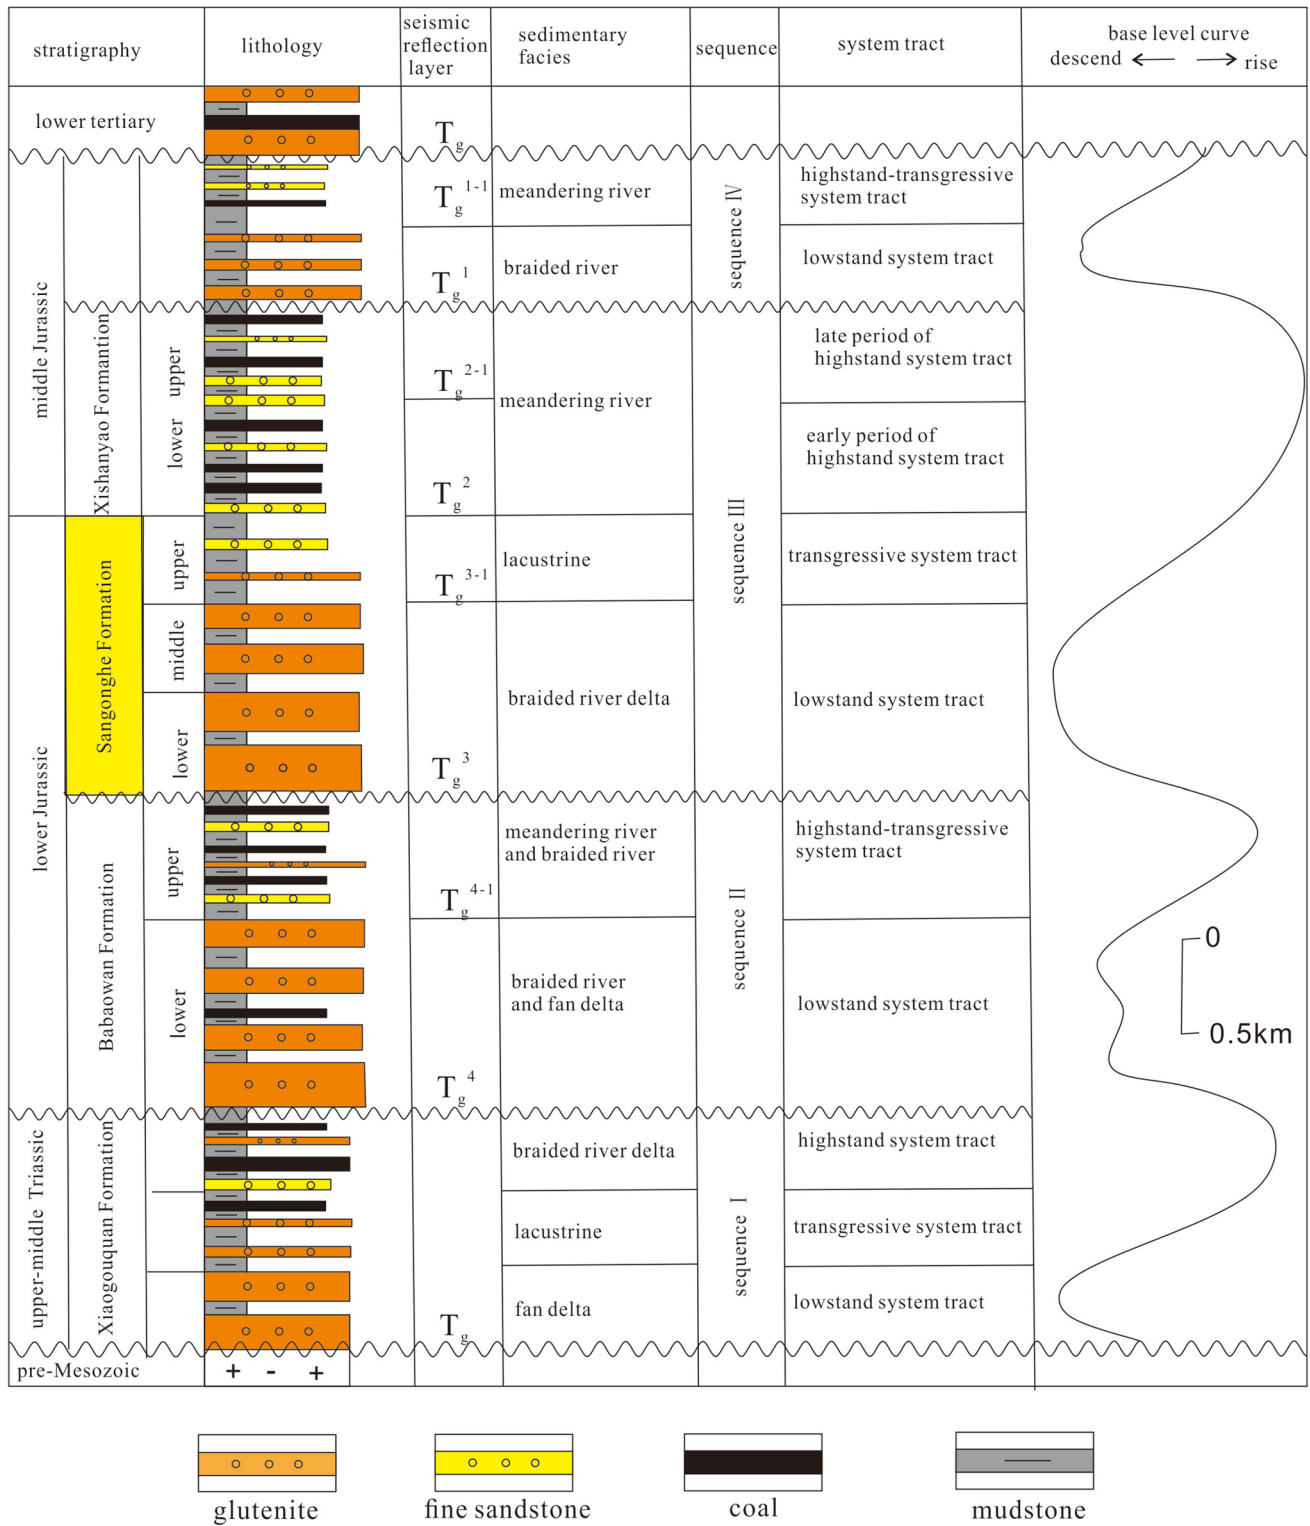 stratigraphy
lithology
seismic
reflection
layer
sedimentary
facies
sequence
system tract
base level curve
descend
rise
lower tertiary
Tg
middle Jurassic
Tg1-1
meandering river
sequence IV
highstand-transgressive
system tract
Tg1
braided river
lowstand system tract
Xishanyao Formantion
upper
lower
Tg2-1
meandering river
late period of
highstand system tract
Tg2
early period of
highstand system tract
sequence III
lower Jurassic
Sangonghe Formation
upper
Tg3-1
lacustrine
transgressive system tract
middle
lower
Tg3
braided river delta
lowstand system tract
Babaowan Formation
upper
Tg4-1
meandering river
and braided river
sequence II
highstand-transgressive
system tract
lower
Tg4
braided river
and fan delta
lowstand system tract
0
0.5km
upper-middle Triassic
Xiaogouquan Formation
braided river delta
sequence I
highstand system tract
lacustrine
transgressive system tract
Tg
fan delta
lowstand system tract
pre-Mesozoic
+ - +
glutenite
fine sandstone
coal
mudstone